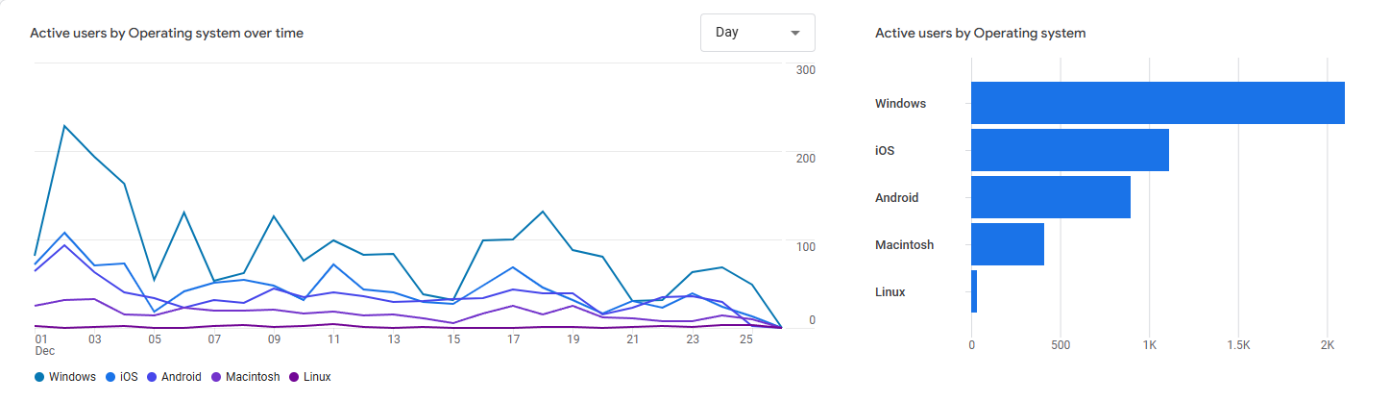 Active users by Operating system over time
Day
300
200
100
0
01 03 05 07 09 11 13 15 17 19 21 23 25
Dec
Windows iOS Android Macintosh Linux
Active users by Operating system
Windows
iOS
Android
Macintosh
Linux
0 500 1K 1.5K 2K